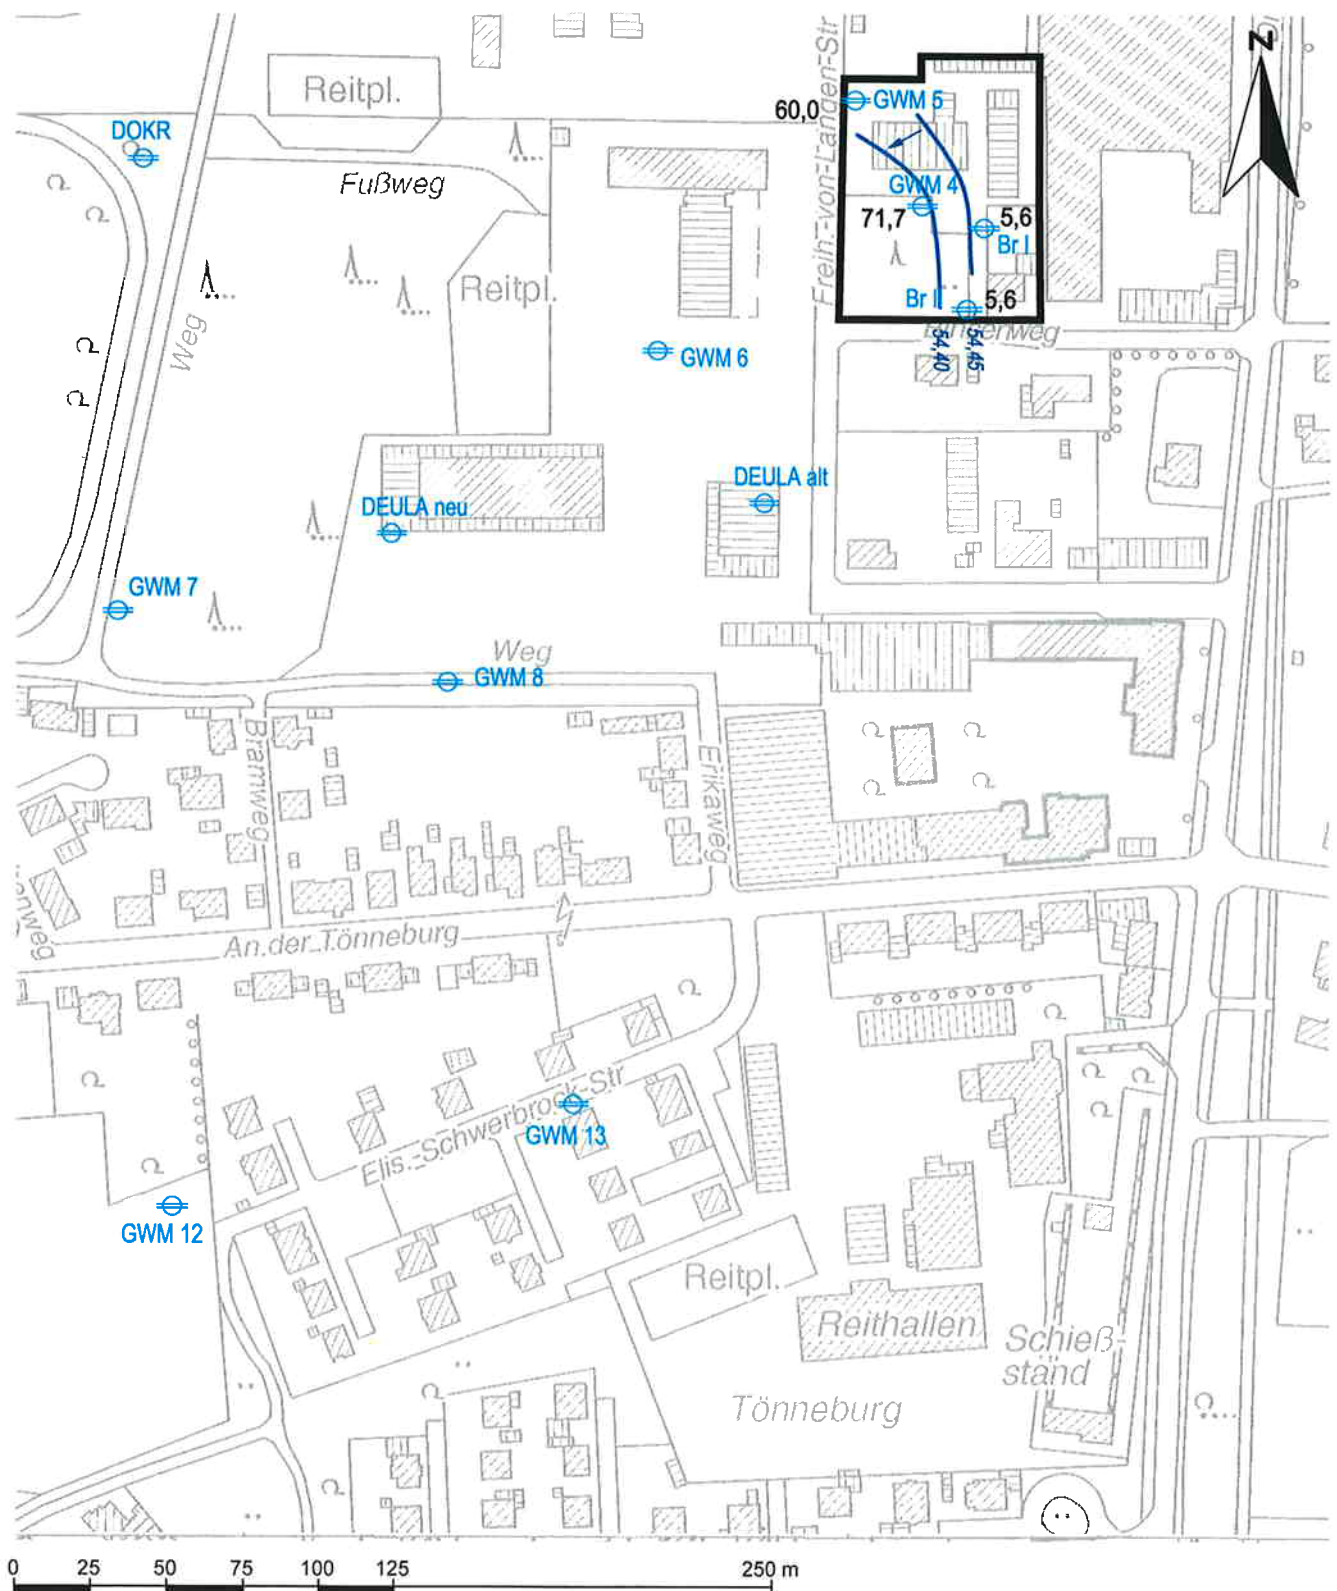 Reitpl.
Freih.-von-Landen-Str
N
60,0
GWM 5
DOKR
Fußweg
GWM 4
71,7
5,6
Br I
Reitpl.
Br II
5,6
Weg
54,40
54,45
GWM 6
DEULA alt
DEULA neu
GWM 7
Weg
GWM 8
Bramweg
Erikaweg
An.der.Tönneburg
Elis.-Schwerbrock-Str
GWM 13
GWM 12
Reitpl.
Reithallen
Schieß-
ständ
Tönneburg
0 25 50 75 100 125 250 m